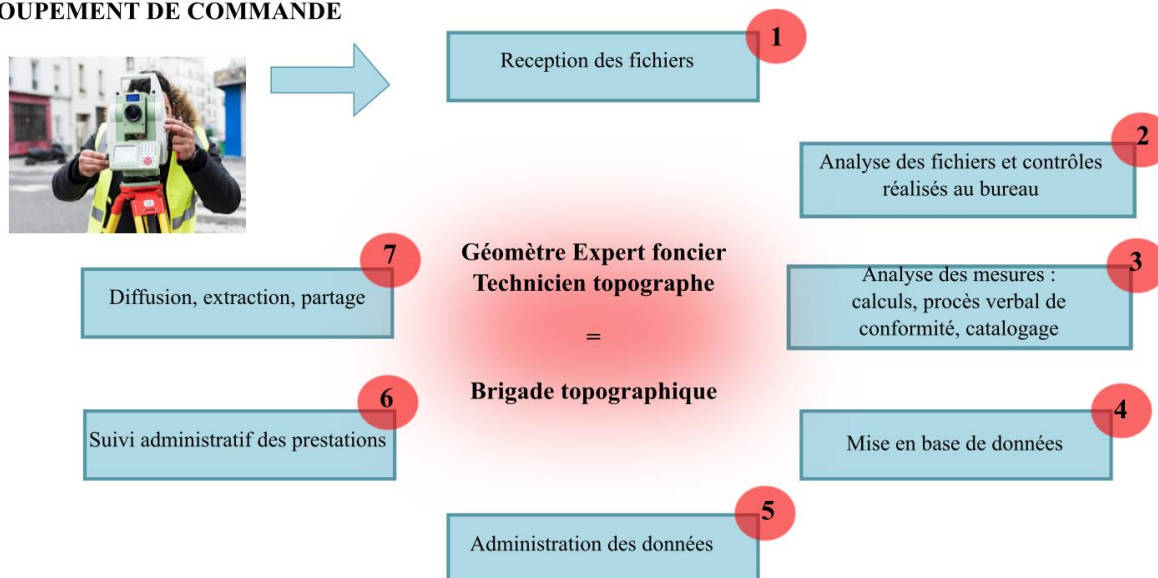 OUPEMENT DE COMMANDE
1
Reception des fichiers
2
Analyse des fichiers et contrôles
réalisés au bureau
3
Analyse des mesures :
calculs, procès verbal de
conformité, catalogage
4
Mise en base de données
5
Administration des données
6
Suivi administratif des prestations
7
Diffusion, extraction, partage
Géomètre Expert foncier
Technicien topographe
=
Brigade topographique